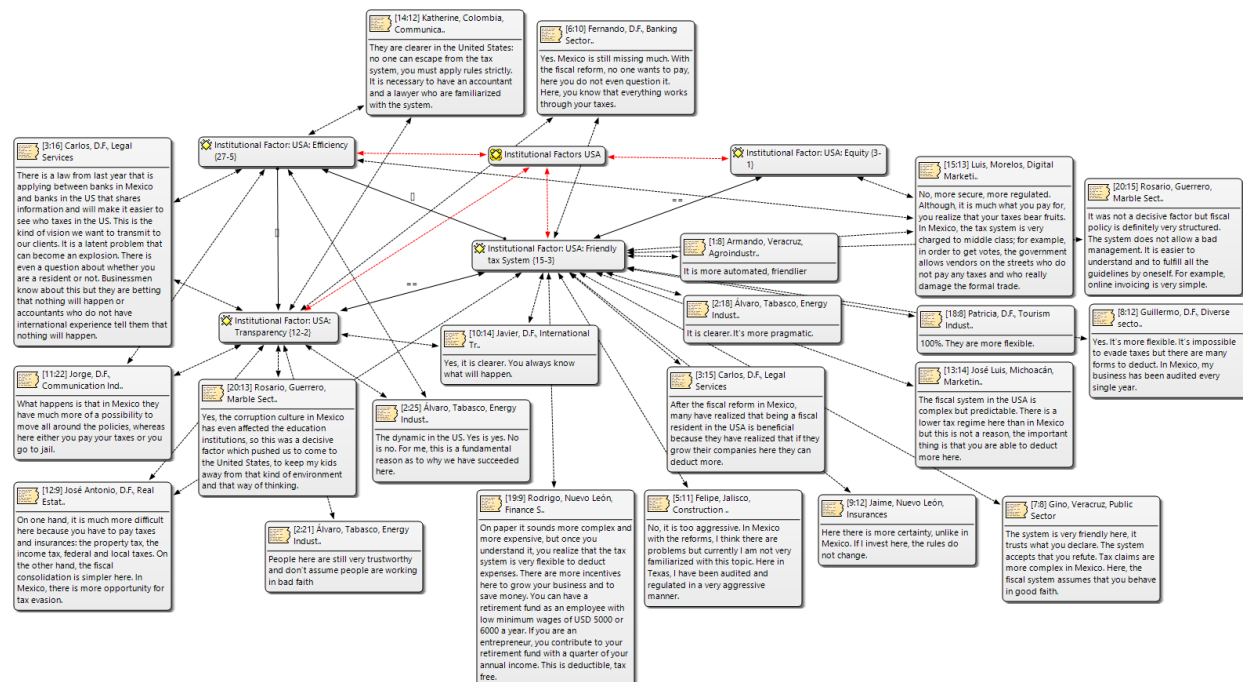 [14:12] Katherine, Colombia,
Communica..
They are clearer in the United States:
no one can escape from the tax
system, you must apply rules strictly.
It is necessary to have an accountant
and a lawyer who are familiarized
with the system.
[6:10] Fernando, D.F., Banking
Sector..
Yes. Mexico is still missing much. With
the fiscal reform, no one wants to pay,
here you do not even question it.
Here, you know that everything works
through your taxes.
[3:16] Carlos, D.F., Legal
Services
There is a law from last year that is
applying between banks in Mexico
and banks in the US that shares
information and will make it easier to
see who taxes in the US. This is the
kind of vision we want to transmit to
our clients. It is a latent problem that
can become an explosion. There is
even a question about whether you
are a resident or not. Businessmen
know about this but they are betting
that nothing will happen or
accountants who do not have
international experience tell them that
nothing will happen.
Institutional Factor: USA: Efficiency
{27-5}
Institutional Factors USA
Institutional Factor: USA: Equity {3-
1}
[15:13] Luis, Morelos, Digital
Marketi..
No, more secure, more regulated.
Although, it is much what you pay for,
you realize that your taxes bear fruits.
In Mexico, the tax system is very
charged to middle class; for example,
in order to get votes, the government
allows vendors on the streets who do
not pay any taxes and who really
damage the formal trade.
[20:15] Rosario, Guerrero,
Marble Sect..
It was not a decisive factor but fiscal
policy is definitely very structured.
The system does not allow a bad
management. It is easier to
understand and to fulfill all the
guidelines by oneself. For example,
online invoicing is very simple.
[]
==
Institutional Factor: USA: Friendly
tax System {15-3}
[1:8] Armando, Veracruz,
Agroindustr..
It is more automated, friendlier
[]
==
[2:18] Álvaro, Tabasco, Energy
Indust..
It is clearer. It's more pragmatic.
[18:8] Patricia, D.F., Tourism
Indust..
100%. They are more flexible.
[8:12] Guillermo, D.F., Diverse
secto..
Yes. It's more flexible. It's impossible
to evade taxes but there are many
forms to deduct. In Mexico, my
business has been audited every
single year.
Institutional Factor: USA:
Transparency {12-2}
[10:14] Javier, D.F., International
Tr..
Yes, it is clearer. You always know
what will happen.
[11:22] Jorge, D.F.,
Communication Ind..
What happens is that in Mexico they
have much more of a possibility to
move all around the policies, whereas
here either you pay your taxes or you
go to jail.
[20:13] Rosario, Guerrero,
Marble Sect..
Yes, the corruption culture in Mexico
has even affected the education
institutions, so this was a decisive
factor which pushed us to come to
the United States, to keep my kids
away from that kind of environment
and that way of thinking.
[2:25] Álvaro, Tabasco, Energy
Indust..
The dynamic in the US. Yes is yes. No
is no. For me, this is a fundamental
reason as to why we have succeeded
here.
[3:15] Carlos, D.F., Legal
Services
After the fiscal reform in Mexico,
many have realized that being a fiscal
resident in the USA is beneficial
because they have realized that if they
grow their companies here they can
deduct more.
[13:14] José Luis, Michoacán,
Marketin..
The fiscal system in the USA is
complex but predictable. There is a
lower tax regime here than in Mexico
but this is not a reason, the important
thing is that you are able to deduct
more here.
[12:9] José Antonio, D.F., Real
Estat..
On one hand, it is much more difficult
here because you have to pay taxes
and insurances: the property tax, the
income tax, federal and local taxes. On
the other hand, the fiscal
consolidation is simpler here. In
Mexico, there is more opportunity for
tax evasion.
[2:21] Álvaro, Tabasco, Energy
Indust..
People here are still very trustworthy
and don't assume people are working
in bad faith
[19:9] Rodrigo, Nuevo León,
Finance S..
On paper it sounds more complex and
more expensive, but once you
understand it, you realize that the tax
system is very flexible to deduct
expenses. There are more incentives
here to grow your business and to
save money. You can have a
retirement fund as an employee with
low minimum wages of USD 5000 or
6000 a year. If you are an
entrepreneur, you contribute to your
retirement fund with a quarter of your
annual income. This is deductible, tax
free.
[5:11] Felipe, Jalisco,
Construction ..
No, it is too aggressive. In Mexico
with the reforms, I think there are
problems but currently I am not very
familiarized with this topic. Here in
Texas, I have been audited and
regulated in a very aggressive
manner.
[9:12] Jaime, Nuevo León,
Insurances
Here there is more certainty, unlike in
Mexico. If I invest here, the rules do
not change.
[7:8] Gino, Veracruz, Public
Sector
The system is very friendly here, it
trusts what you declare. The system
accepts that you refute. Tax claims are
more complex in Mexico. Here, the
fiscal system assumes that you behave
in good faith.